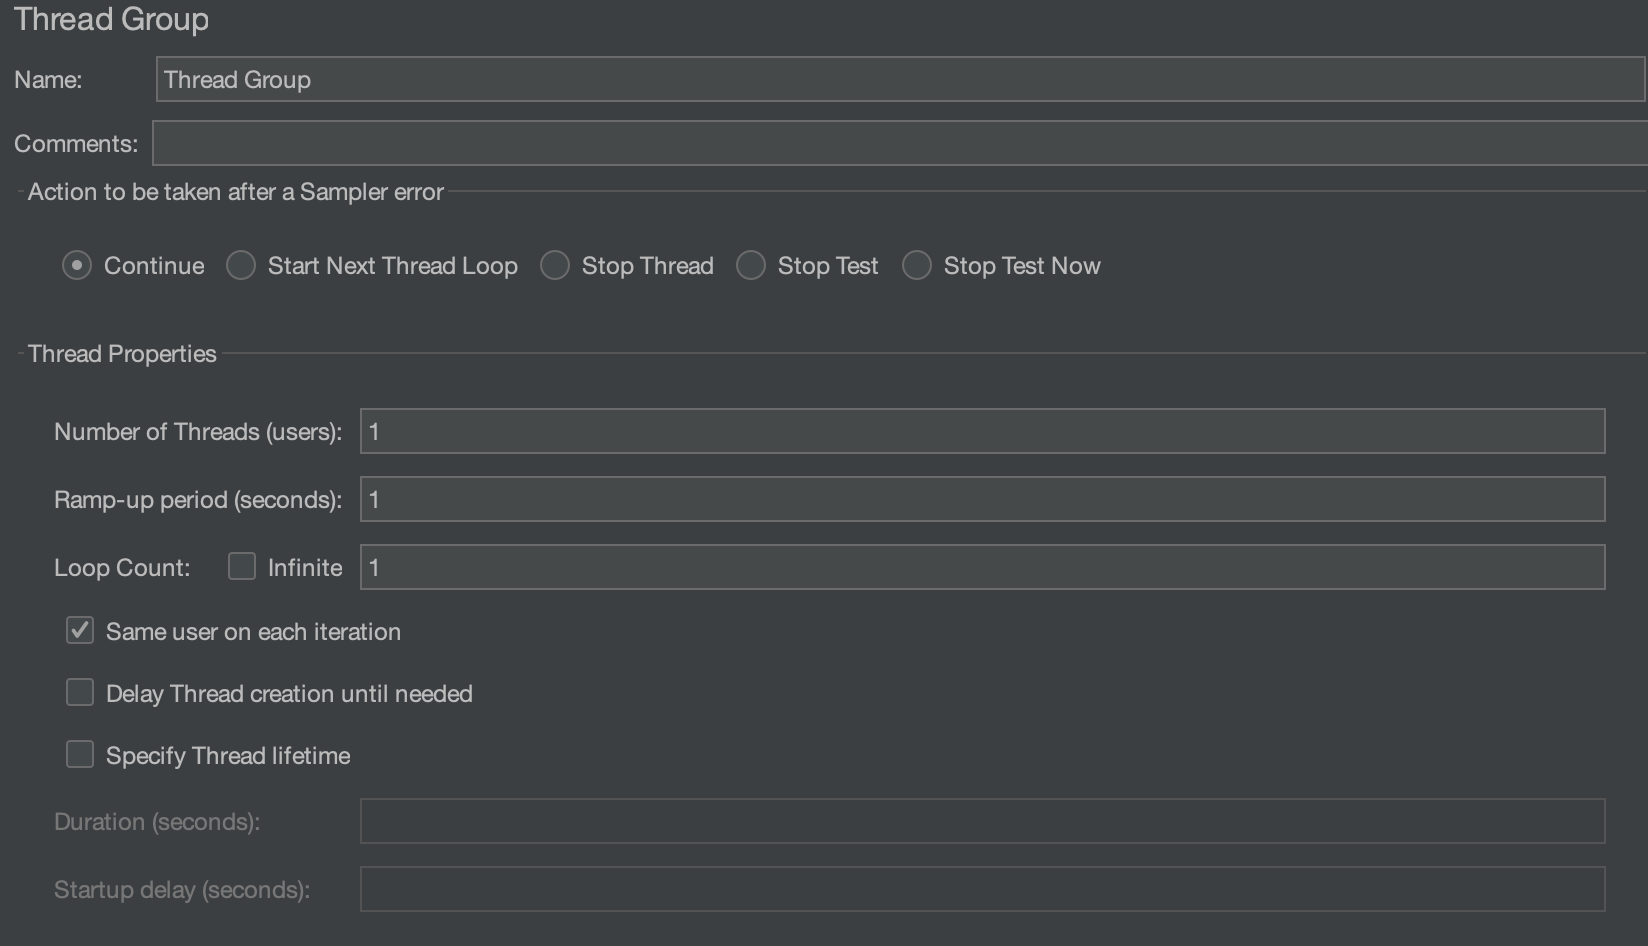 Thread Group
Name: Thread Group
Comments:
Action to be taken after a Sampler error
Continue Start Next Thread Loop Stop Thread Stop Test Stop Test Now
Thread Properties
Number of Threads (users): 1
Ramp-up period (seconds): 1
Loop Count: Infinite 1
Same user on each iteration
Delay Thread creation until needed
Specify Thread lifetime
Duration (seconds):
Startup delay (seconds):